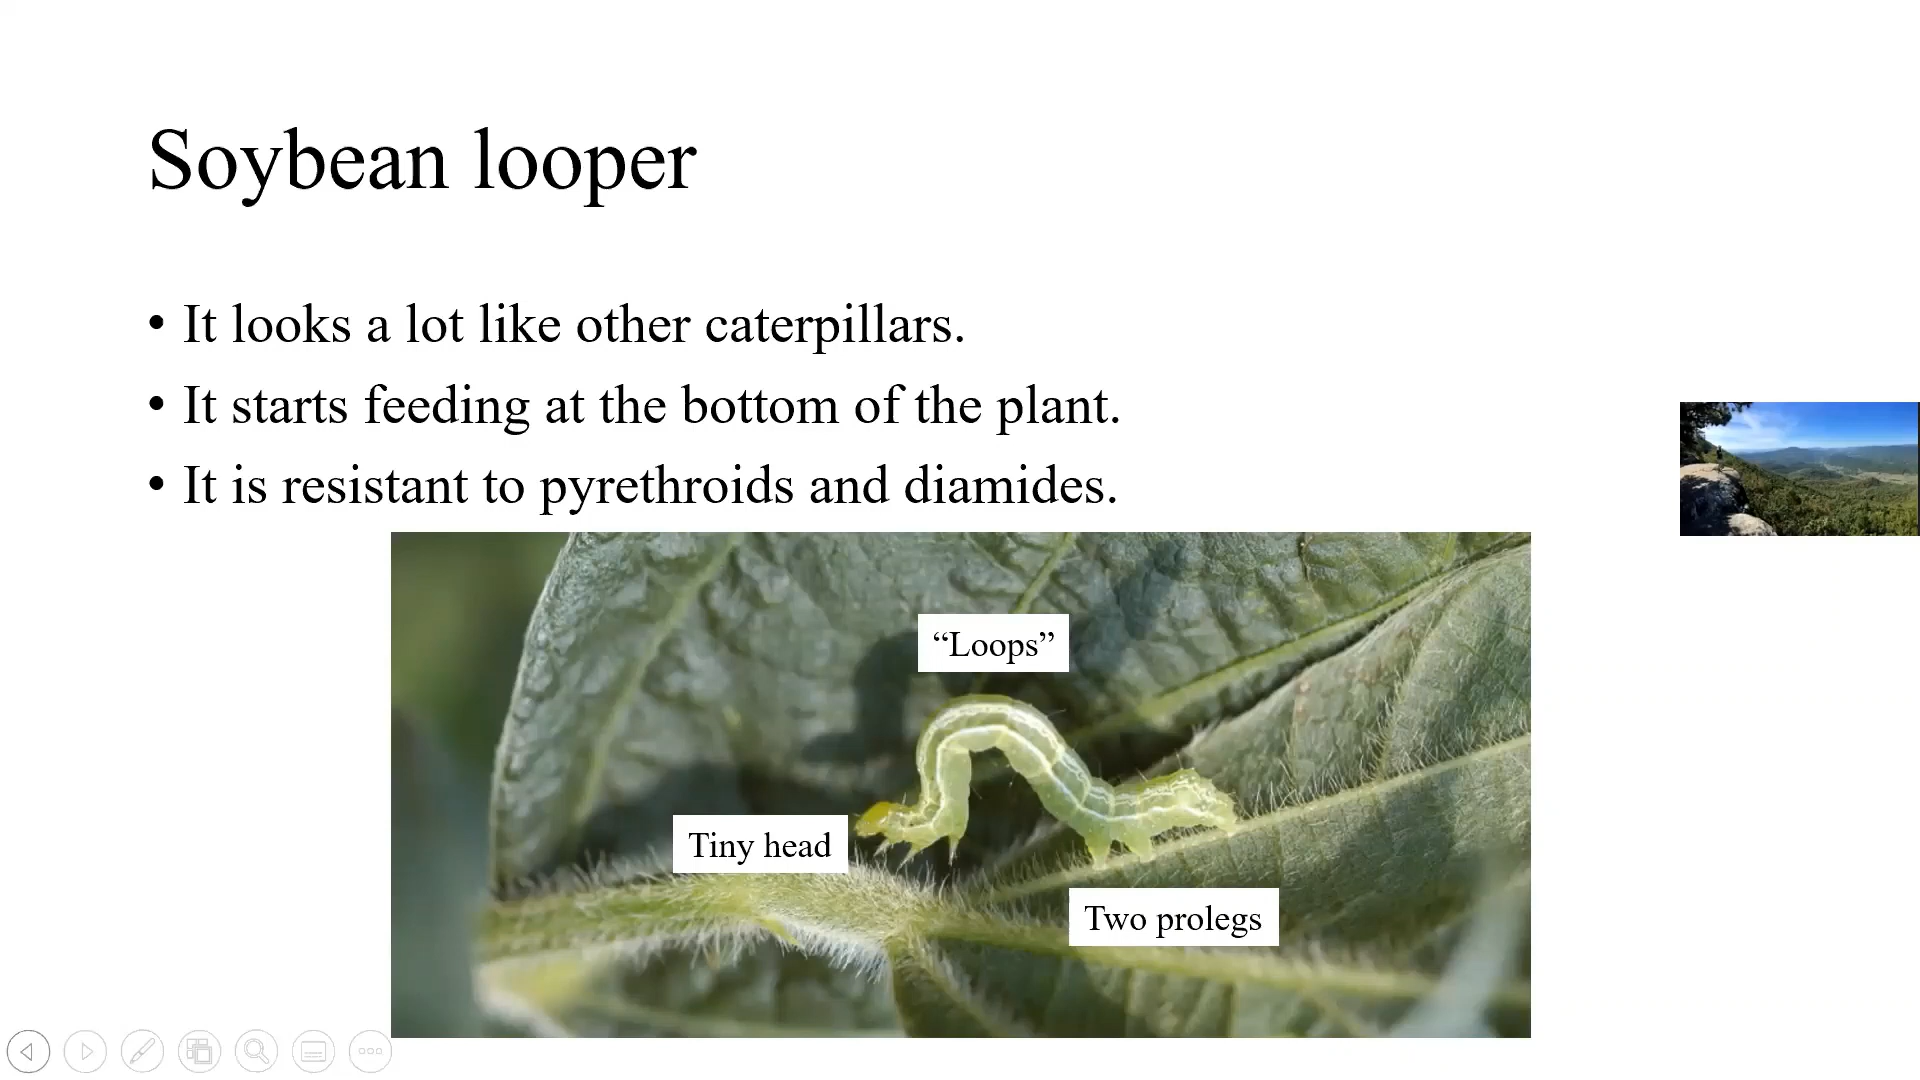 Soybean looper
• It looks a lot like other caterpillars.
• It starts feeding at the bottom of the plant.
• It is resistant to pyrethroids and diamides.
“Loops”
Tiny head
Two prolegs